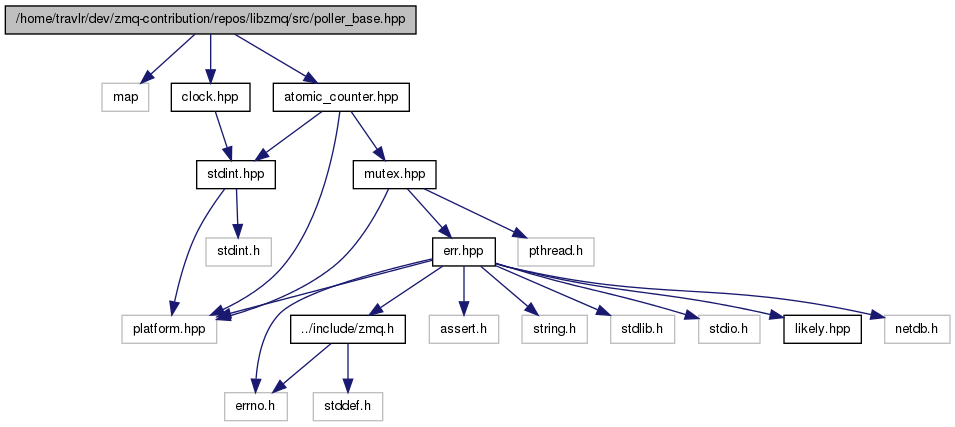 /home/travlr/dev/zmq-contribution/repos/libzmq/src/poller_base.hpp
map
clock.hpp
atomic_counter.hpp
stdint.hpp
mutex.hpp
stdint.h
err.hpp
pthread.h
platform.hpp
../include/zmq.h
assert.h
string.h
stdlib.h
stdio.h
likely.hpp
netdb.h
errno.h
stddef.h